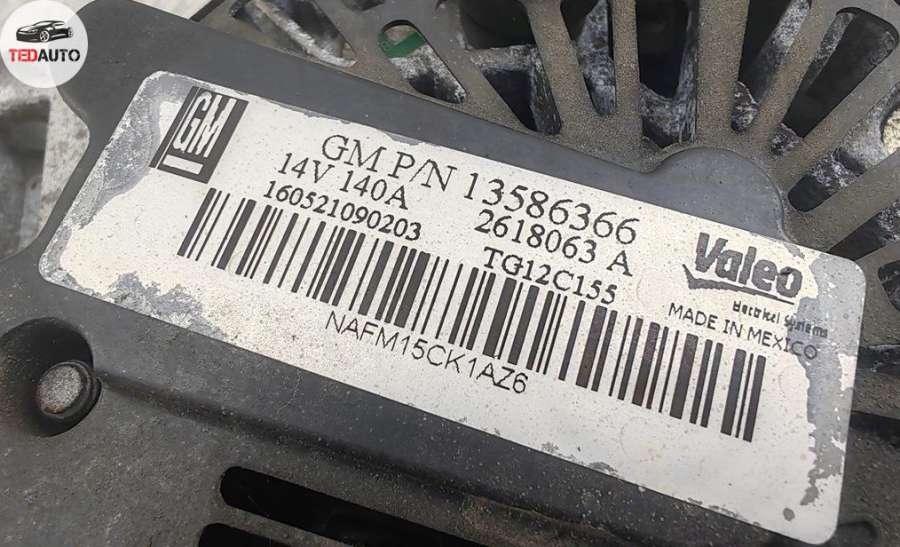 TEDAUTO
GM
GM P/N 13586366
14V 140A 2618063 A
160521090203 TG12C155
Valeo
electrical systems
MADE IN MEXICO
NAFM15CK1AZ6